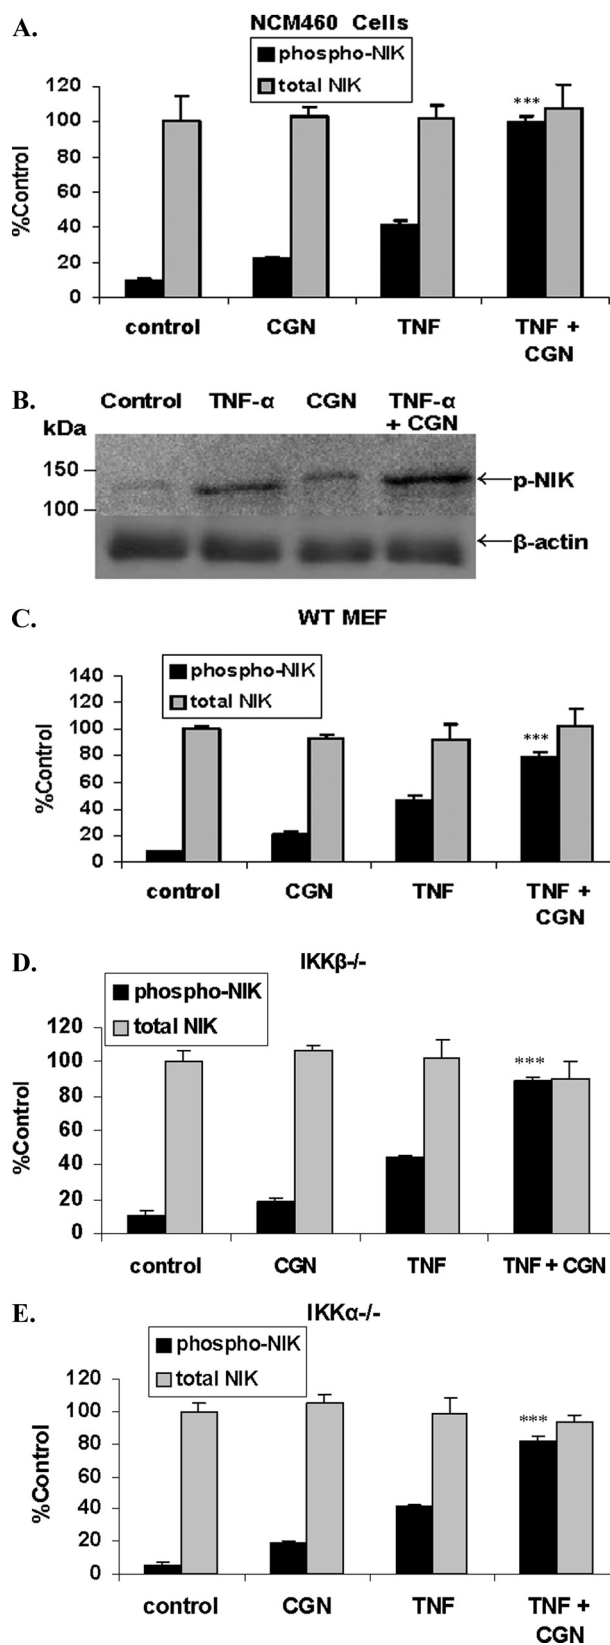 A.
NCM460 Cells
phospho-NIK
total NIK
120
100
80
60
40
20
0
%Control
***
control CGN TNF TNF +
CGN
B.
Control TNF-α CGN TNF-α
+ CGN
kDa
150
100
p-NIK
β-actin
C.
WT MEF
phospho-NIK
total NIK
140
120
100
80
60
40
20
0
%Control
***
control CGN TNF TNF +
CGN
D.
IKKβ-/-
phospho-NIK
total NIK
120
100
80
60
40
20
0
%Control
***
control CGN TNF TNF + CGN
E.
IKKα-/-
phospho-NIK
total NIK
120
100
80
60
40
20
0
%Control
***
control CGN TNF TNF +
CGN